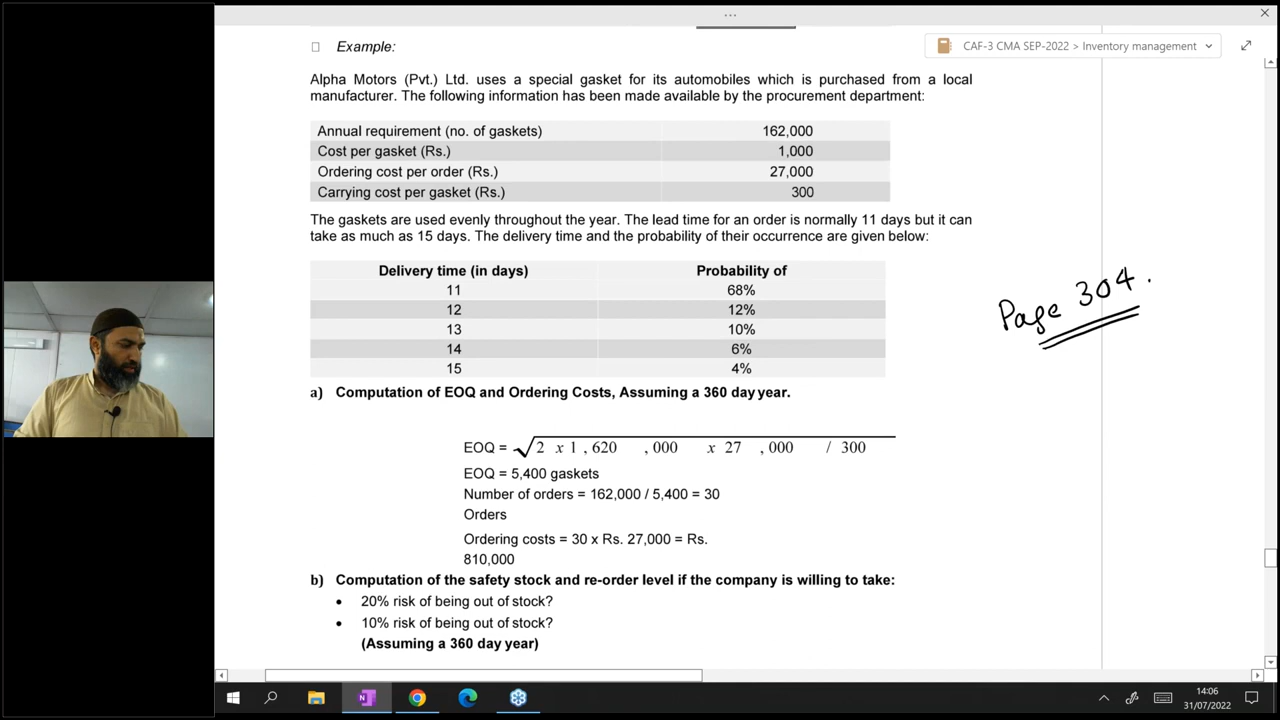 Example:
CAF-3 CMA SEP-2022 > Inventory management
Alpha Motors (Pvt.) Ltd. uses a special gasket for its automobiles which is purchased from a local
manufacturer. The following information has been made available by the procurement department:
Annual requirement (no. of gaskets) 162,000
Cost per gasket (Rs.) 1,000
Ordering cost per order (Rs.) 27,000
Carrying cost per gasket (Rs.) 300
The gaskets are used evenly throughout the year. The lead time for an order is normally 11 days but it can
take as much as 15 days. The delivery time and the probability of their occurrence are given below:
Delivery time (in days) Probability of
11 68%
12 12%
13 10%
14 6%
15 4%
Page 304.
a) Computation of EOQ and Ordering Costs, Assuming a 360 day year.
EOQ = √2 x 1 , 620 , 000 x 27 , 000 / 300
EOQ = 5,400 gaskets
Number of orders = 162,000 / 5,400 = 30
Orders
Ordering costs = 30 x Rs. 27,000 = Rs.
810,000
b) Computation of the safety stock and re-order level if the company is willing to take:
• 20% risk of being out of stock?
• 10% risk of being out of stock?
(Assuming a 360 day year)
14:06
31/07/2022